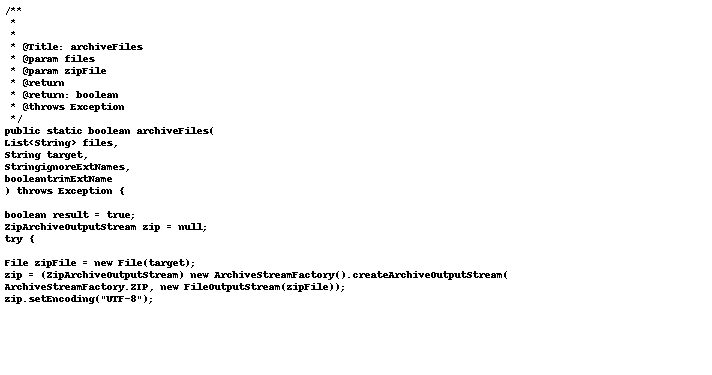 /**
 *
 *
 * @Title: archiveFiles
 * @param files
 * @param zipFile
 * @return
 * @return: boolean
 * @throws Exception
 */
public static boolean archiveFiles(
List<String> files,
String target,
StringignoreExtNames,
booleantrimExtName
) throws Exception {
boolean result = true;
ZipArchiveOutputStream zip = null;
try {
File zipFile = new File(target);
zip = (ZipArchiveOutputStream) new ArchiveStreamFactory().createArchiveOutputStream(
ArchiveStreamFactory.ZIP, new FileOutputStream(zipFile));
zip.setEncoding("UTF-8");